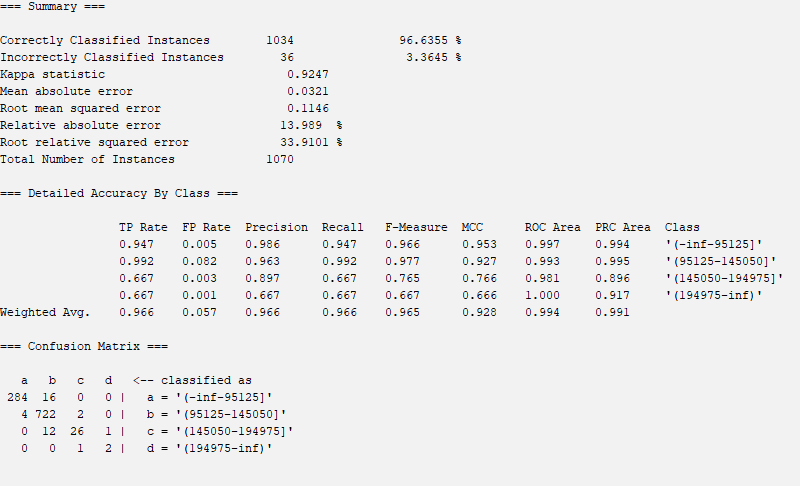 === Summary ===
Correctly Classified Instances 1034 96.6355 %
Incorrectly Classified Instances 36 3.3645 %
Kappa statistic 0.9247
Mean absolute error 0.0321
Root mean squared error 0.1146
Relative absolute error 13.989 %
Root relative squared error 33.9101 %
Total Number of Instances 1070
=== Detailed Accuracy By Class ===
TP Rate FP Rate Precision Recall F-Measure MCC ROC Area PRC Area Class
0.947 0.005 0.986 0.947 0.966 0.953 0.997 0.994 '(-inf-95125]'
0.992 0.082 0.963 0.992 0.977 0.927 0.993 0.995 '(95125-145050]'
0.667 0.003 0.897 0.667 0.765 0.766 0.981 0.896 '(145050-194975]'
0.667 0.001 0.667 0.667 0.667 0.666 1.000 0.917 '(194975-inf)'
Weighted Avg. 0.966 0.057 0.966 0.966 0.965 0.928 0.994 0.991
=== Confusion Matrix ===
a b c d <-- classified as
284 16 0 0 | a = '(-inf-95125]'
4 722 2 0 | b = '(95125-145050]'
0 12 26 1 | c = '(145050-194975]'
0 0 1 2 | d = '(194975-inf)'